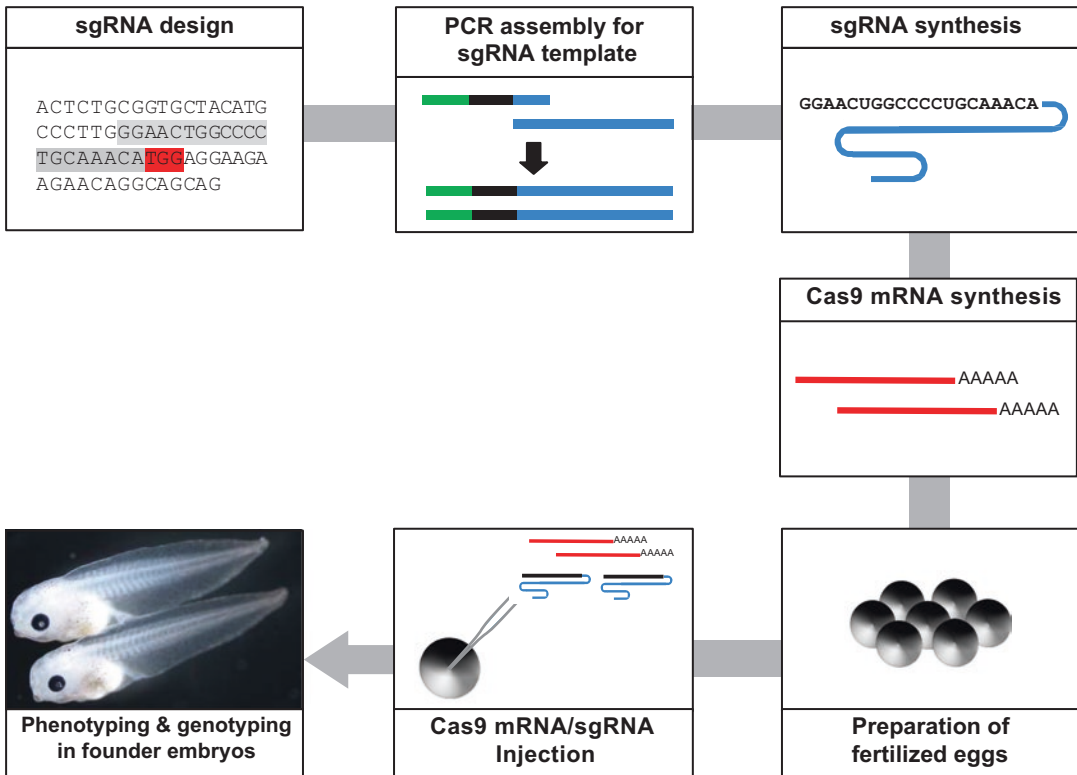 sgRNA design
ACTCTGCGGTGCTACATG
CCCTTGGGAACTGGCCCC
TGCAAACATGGAGGAAGA
AGAACAGGCAGCAG
PCR assembly for
sgRNA template
sgRNA synthesis
GGAACUGGCCCCUGCAAACA
Cas9 mRNA synthesis
AAAAA
AAAAA
Preparation of
fertilized eggs
AAAAA
AAAAA
Cas9 mRNA/sgRNA
Injection
Phenotyping & genotyping
in founder embryos